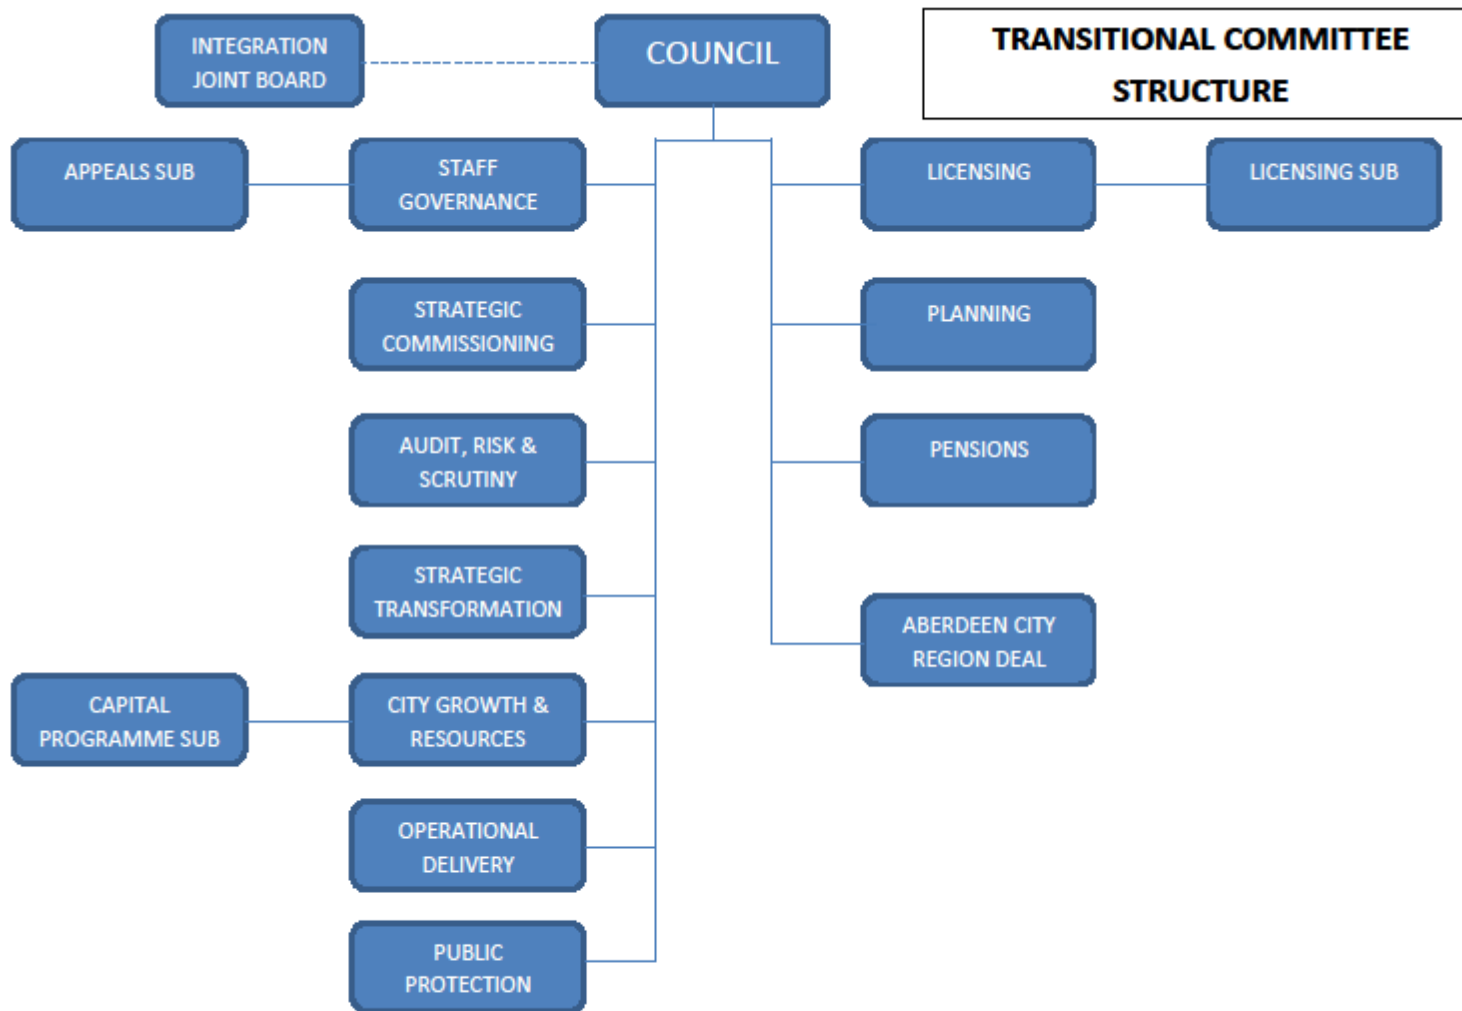 INTEGRATION
JOINT BOARD
COUNCIL
TRANSITIONAL COMMITTEE
STRUCTURE
APPEALS SUB
STAFF
GOVERNANCE
LICENSING
LICENSING SUB
STRATEGIC
COMMISSIONING
PLANNING
AUDIT, RISK &
SCRUTINY
PENSIONS
STRATEGIC
TRANSFORMATION
ABERDEEN CITY
REGION DEAL
CAPITAL
PROGRAMME SUB
CITY GROWTH &
RESOURCES
OPERATIONAL
DELIVERY
PUBLIC
PROTECTION